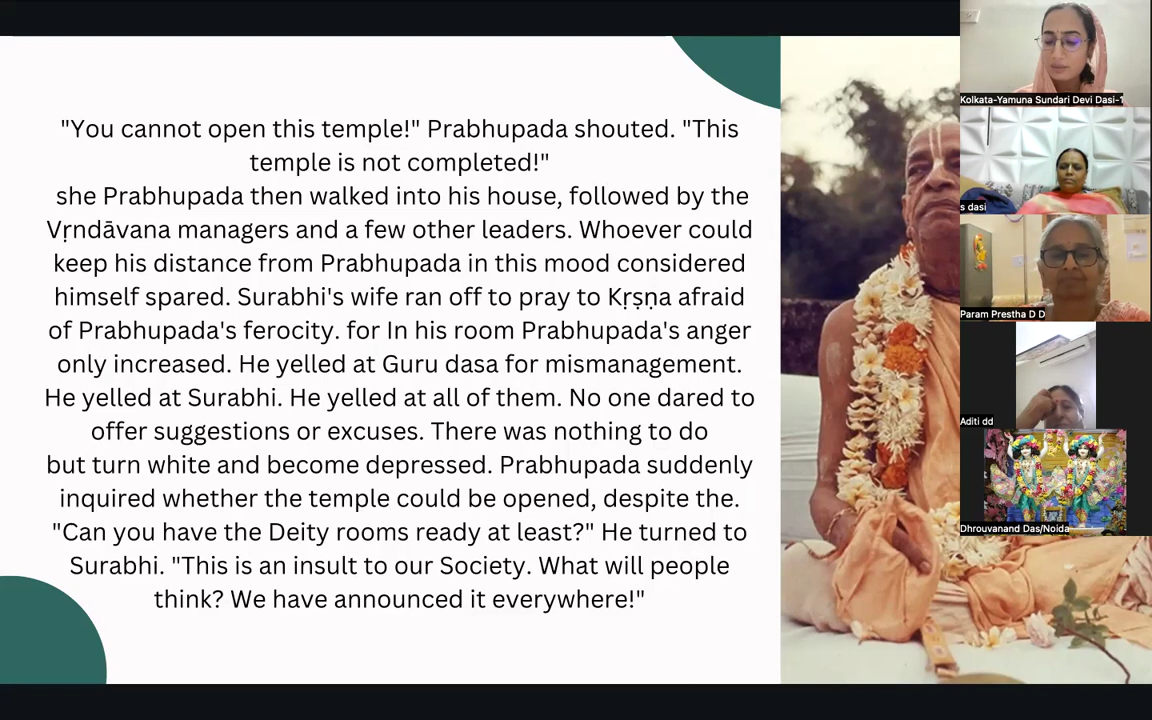 "You cannot open this temple!" Prabhupada shouted. "This
temple is not completed!"
she Prabhupada then walked into his house, followed by the
Vṛndāvana managers and a few other leaders. Whoever could
keep his distance from Prabhupada in this mood considered
himself spared. Surabhi's wife ran off to pray to Kṛṣṇa afraid
of Prabhupada's ferocity. for In his room Prabhupada's anger
only increased. He yelled at Guru dasa for mismanagement.
He yelled at Surabhi. He yelled at all of them. No one dared to
offer suggestions or excuses. There was nothing to do
but turn white and become depressed. Prabhupada suddenly
inquired whether the temple could be opened, despite the.
"Can you have the Deity rooms ready at least?" He turned to
Surabhi. "This is an insult to our Society. What will people
think? We have announced it everywhere!"
Kolkata-Yamuna Sundari Devi Dasi-1
s dasi
Param Prestha D D
Aditi dd
Dhrouvanand Das/Noida